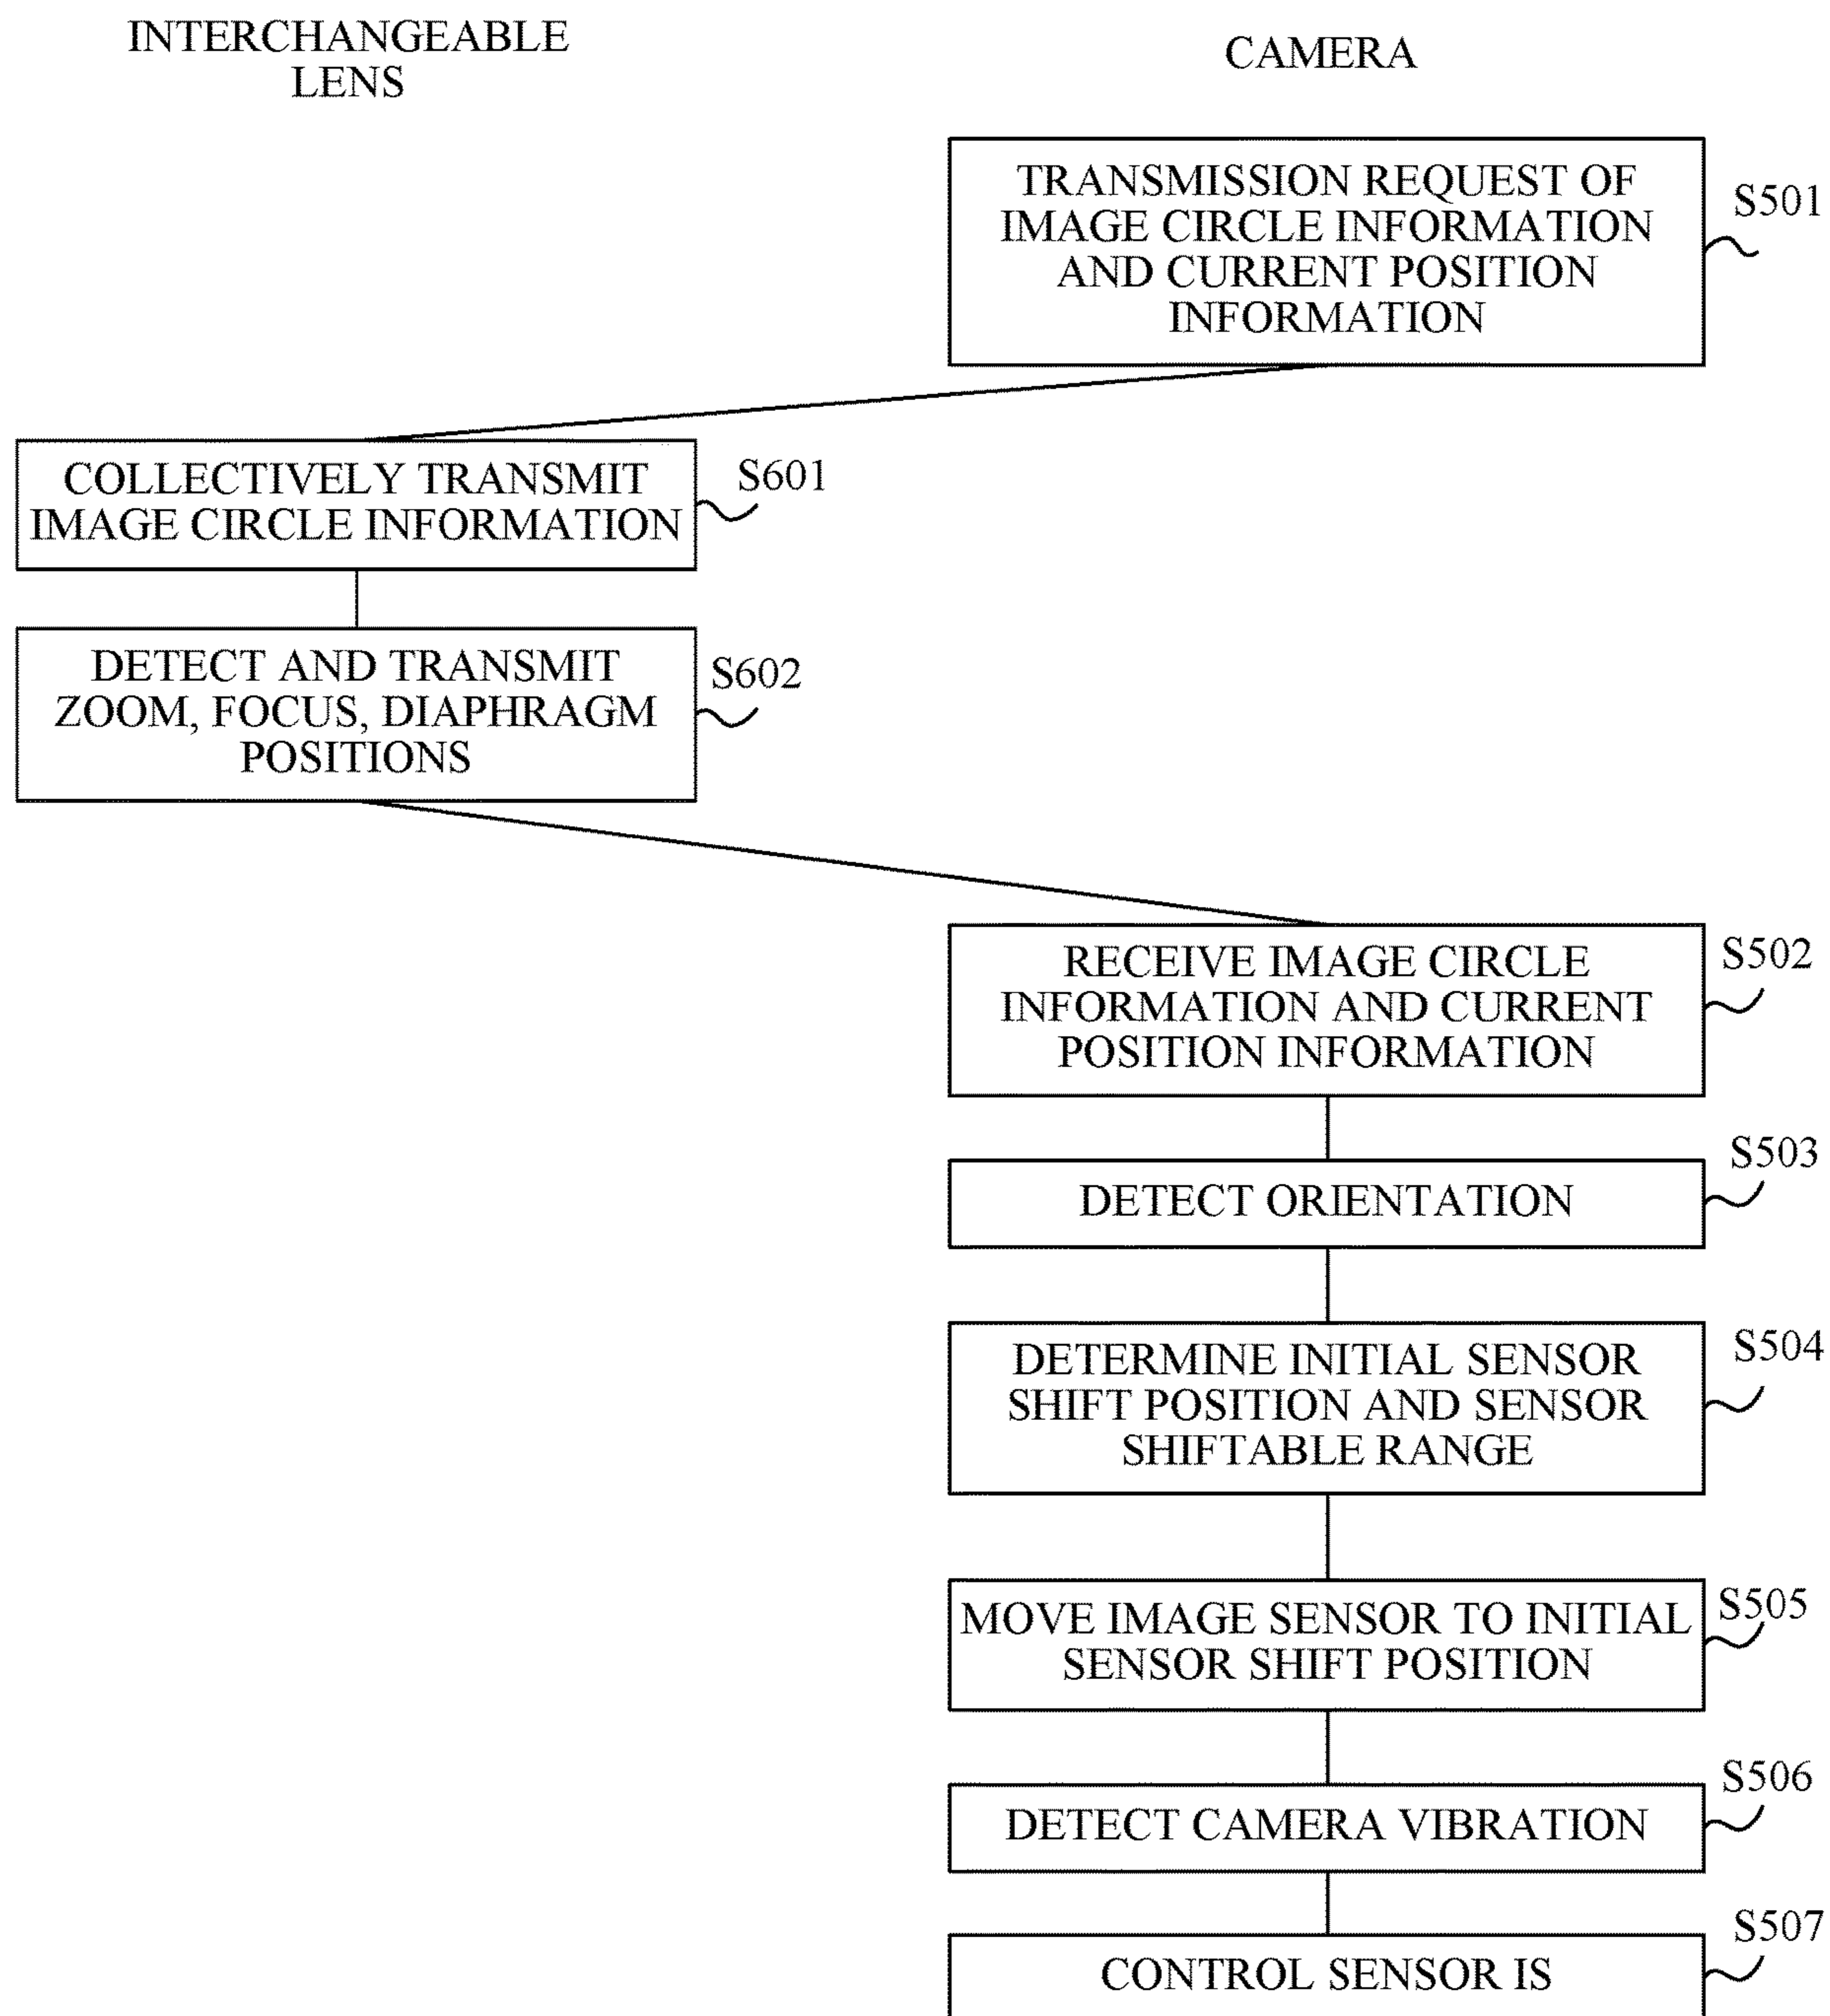 INTERCHANGEABLE
LENS
CAMERA
TRANSMISSION REQUEST OF
IMAGE CIRCLE INFORMATION
AND CURRENT POSITION
INFORMATION
S501
COLLECTIVELY TRANSMIT
IMAGE CIRCLE INFORMATION
S601
DETECT AND TRANSMIT
ZOOM, FOCUS, DIAPHRAGM
POSITIONS
S602
RECEIVE IMAGE CIRCLE
INFORMATION AND CURRENT
POSITION INFORMATION
S502
DETECT ORIENTATION
S503
DETERMINE INITIAL SENSOR
SHIFT POSITION AND SENSOR
SHIFTABLE RANGE
S504
MOVE IMAGE SENSOR TO INITIAL
SENSOR SHIFT POSITION
S505
DETECT CAMERA VIBRATION
S506
CONTROL SENSOR IS
S507